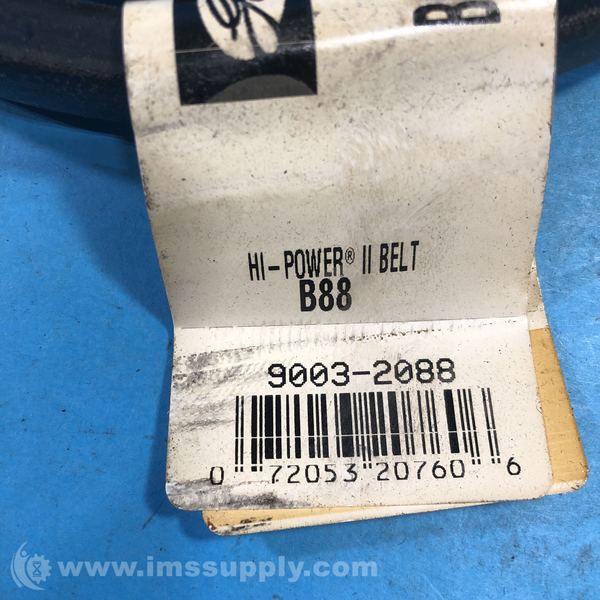 B
HI-POWER® II BELT
B88
9003-2088
0 72053 20760 6
www.imssupply.com